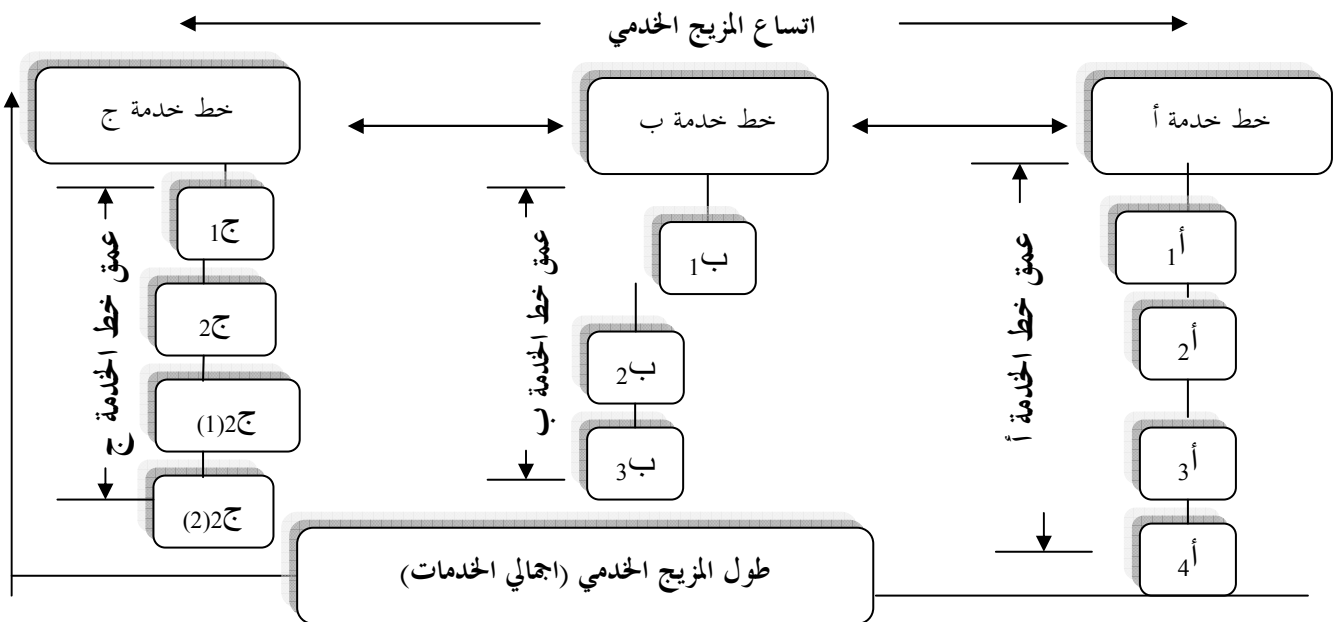 اتساع المزيج الخدمي
خط خدمة أ
خط خدمة ب
خط خدمة ج
عمق خط الخدمة أ
أ1
أ2
أ3
أ4
عمق خط الخدمة ب
ب1
ب2
ب3
عمق خط الخدمة ج
ج1
ج2
ج2(1)
ج2(2)
طول المزيج الخدمي (اجمالي الخدمات)